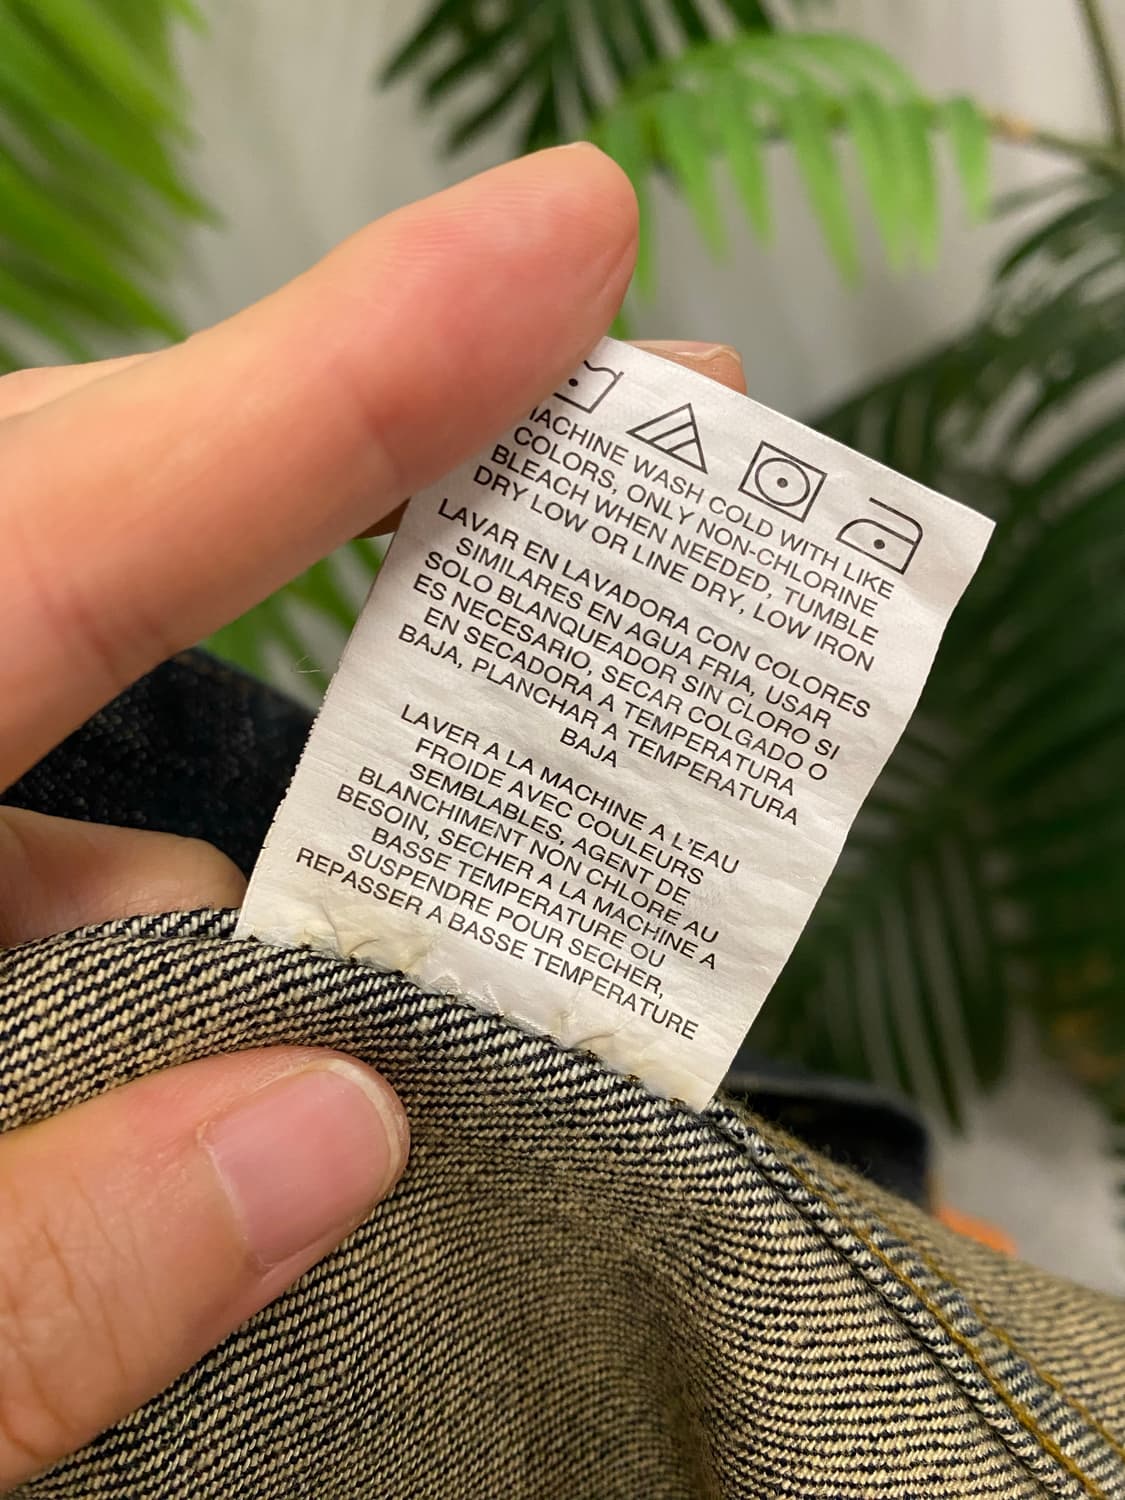 MACHINE WASH COLD WITH LIKE
COLORS, ONLY NON-CHLORINE
BLEACH WHEN NEEDED, TUMBLE
DRY LOW OR LINE DRY, LOW IRON
LAVAR EN LAVADORA CON COLORES
SIMILARES EN AGUA FRIA, USAR
SOLO BLANQUEADOR SIN CLORO SI
ES NECESARIO, SECAR COLGADO O
EN SECADORA A TEMPERATURA
BAJA, PLANCHAR A TEMPERATURA
BAJA
LAVER A LA MACHINE A L'EAU
FROIDE AVEC COULEURS
SEMBLABLES, AGENT DE
BLANCHIMENT NON CHLORE AU
BESOIN, SECHER A LA MACHINE A
BASSE TEMPERATURE OU
SUSPENDRE POUR SECHER,
REPASSER A BASSE TEMPERATURE